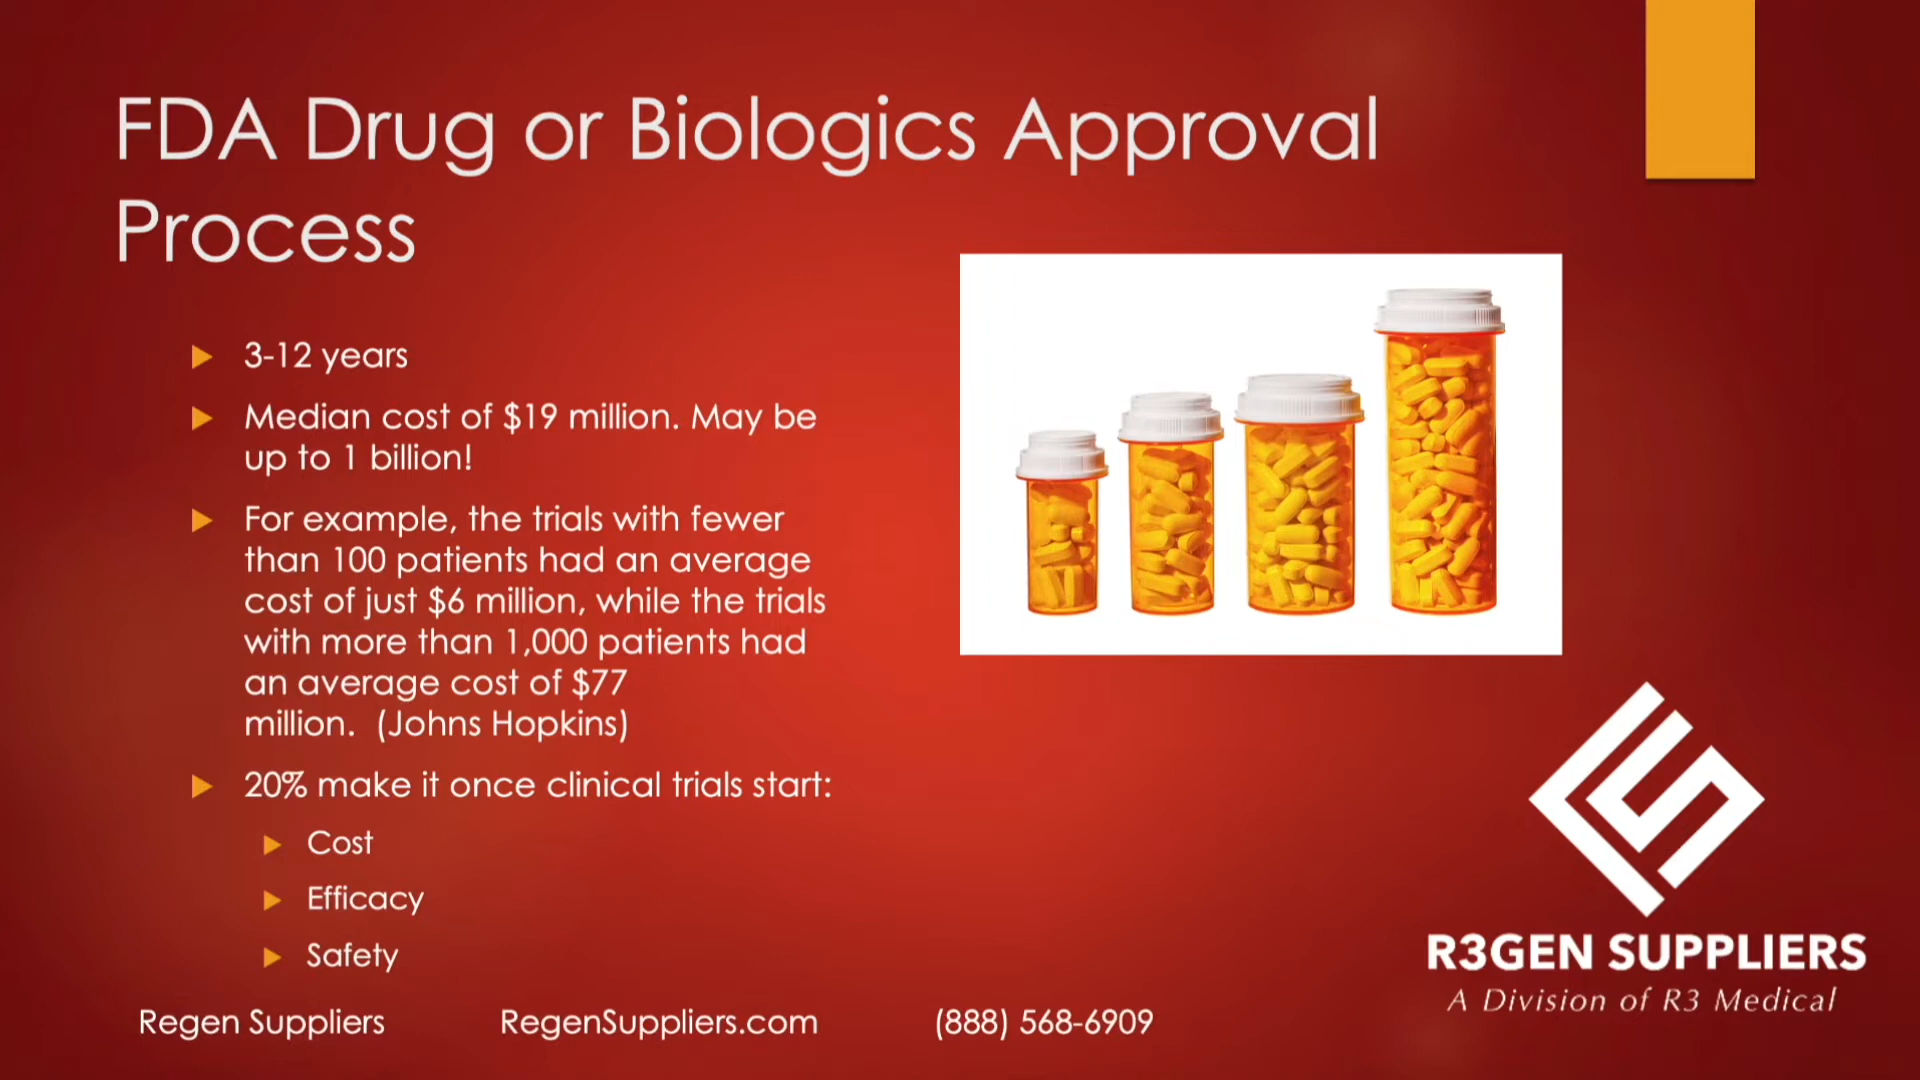 FDA Drug or Biologics Approval
Process
3-12 years
Median cost of $19 million. May be
up to 1 billion!
For example, the trials with fewer
than 100 patients had an average
cost of just $6 million, while the trials
with more than 1,000 patients had
an average cost of $77
million.  (Johns Hopkins)
20% make it once clinical trials start:
Cost
Efficacy
Safety
R3GEN SUPPLIERS
A Division of R3 Medical
Regen Suppliers
RegenSuppliers.com
(888) 568-6909